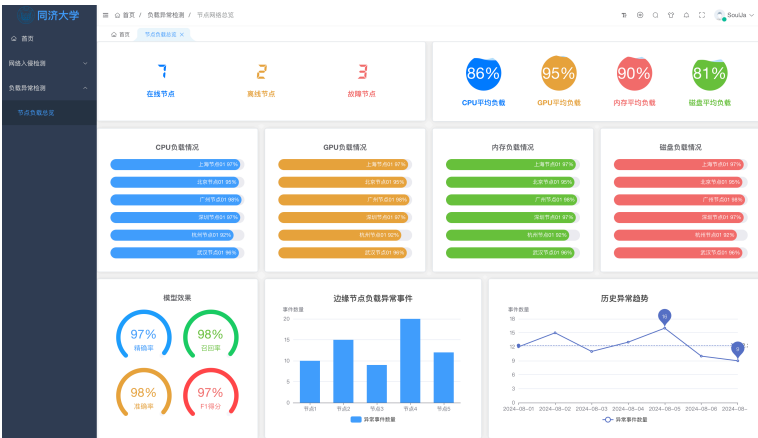 同济大学
首页 / 负载异常检测 / 节点网络总览
SoulJa
首页
节点负载总览 ×
首页
网络入侵检测
负载异常检测
节点负载总览
7
2
3
在线节点
离线节点
故障节点
86%
95%
90%
81%
CPU平均负载
GPU平均负载
内存平均负载
磁盘平均负载
CPU负载情况
上海节点01 97%
北京节点01 95%
广州节点01 98%
深圳节点01 97%
杭州节点01 92%
武汉节点01 96%
GPU负载情况
上海节点01 97%
北京节点01 95%
广州节点01 98%
深圳节点01 97%
杭州节点01 92%
武汉节点01 96%
内存负载情况
上海节点01 97%
北京节点01 95%
广州节点01 98%
深圳节点01 97%
杭州节点01 92%
武汉节点01 96%
磁盘负载情况
上海节点01 97%
北京节点01 95%
广州节点01 98%
深圳节点01 97%
杭州节点01 92%
武汉节点01 96%
模型效果
97%
精确率
98%
召回率
98%
准确率
97%
F1得分
边缘节点负载异常事件
事件数量
20
15
10
5
0
节点1 节点2 节点3 节点4 节点5
异常事件数量
历史异常趋势
事件数量
18
15
12
9
6
3
0
16
9
2024-08-01 2024-08-02 2024-08-03 2024-08-04 2024-08-05 2024-08-06 2024-08-
异常事件数量